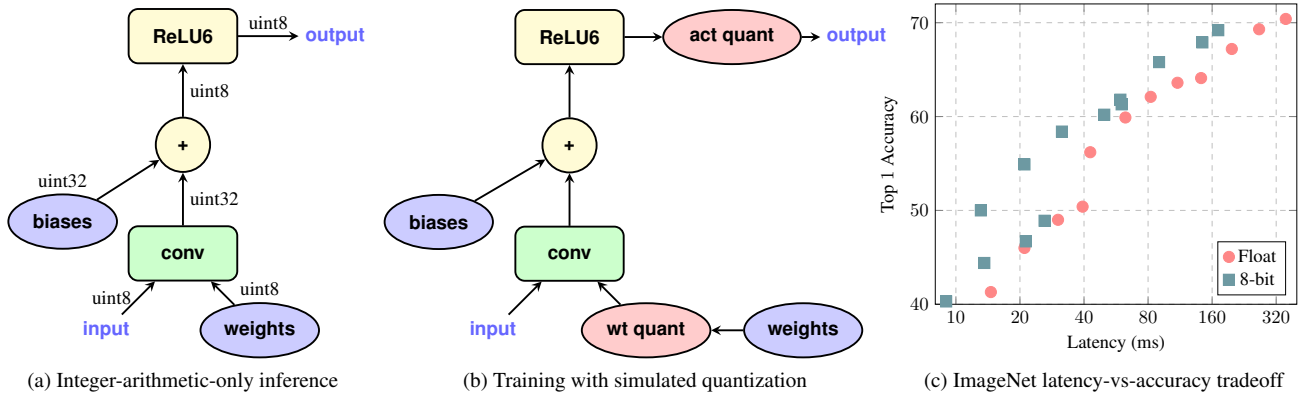 ReLU6
uint8
output
uint8
+
uint32
biases
uint32
conv
uint8
uint8
input
weights
(a) Integer-arithmetic-only inference
ReLU6
act quant
output
+
biases
conv
input
wt quant
weights
(b) Training with simulated quantization
70
60
50
40
Top 1 Accuracy
Float
8-bit
10 20 40 80 160 320
Latency (ms)
(c) ImageNet latency-vs-accuracy tradeoff